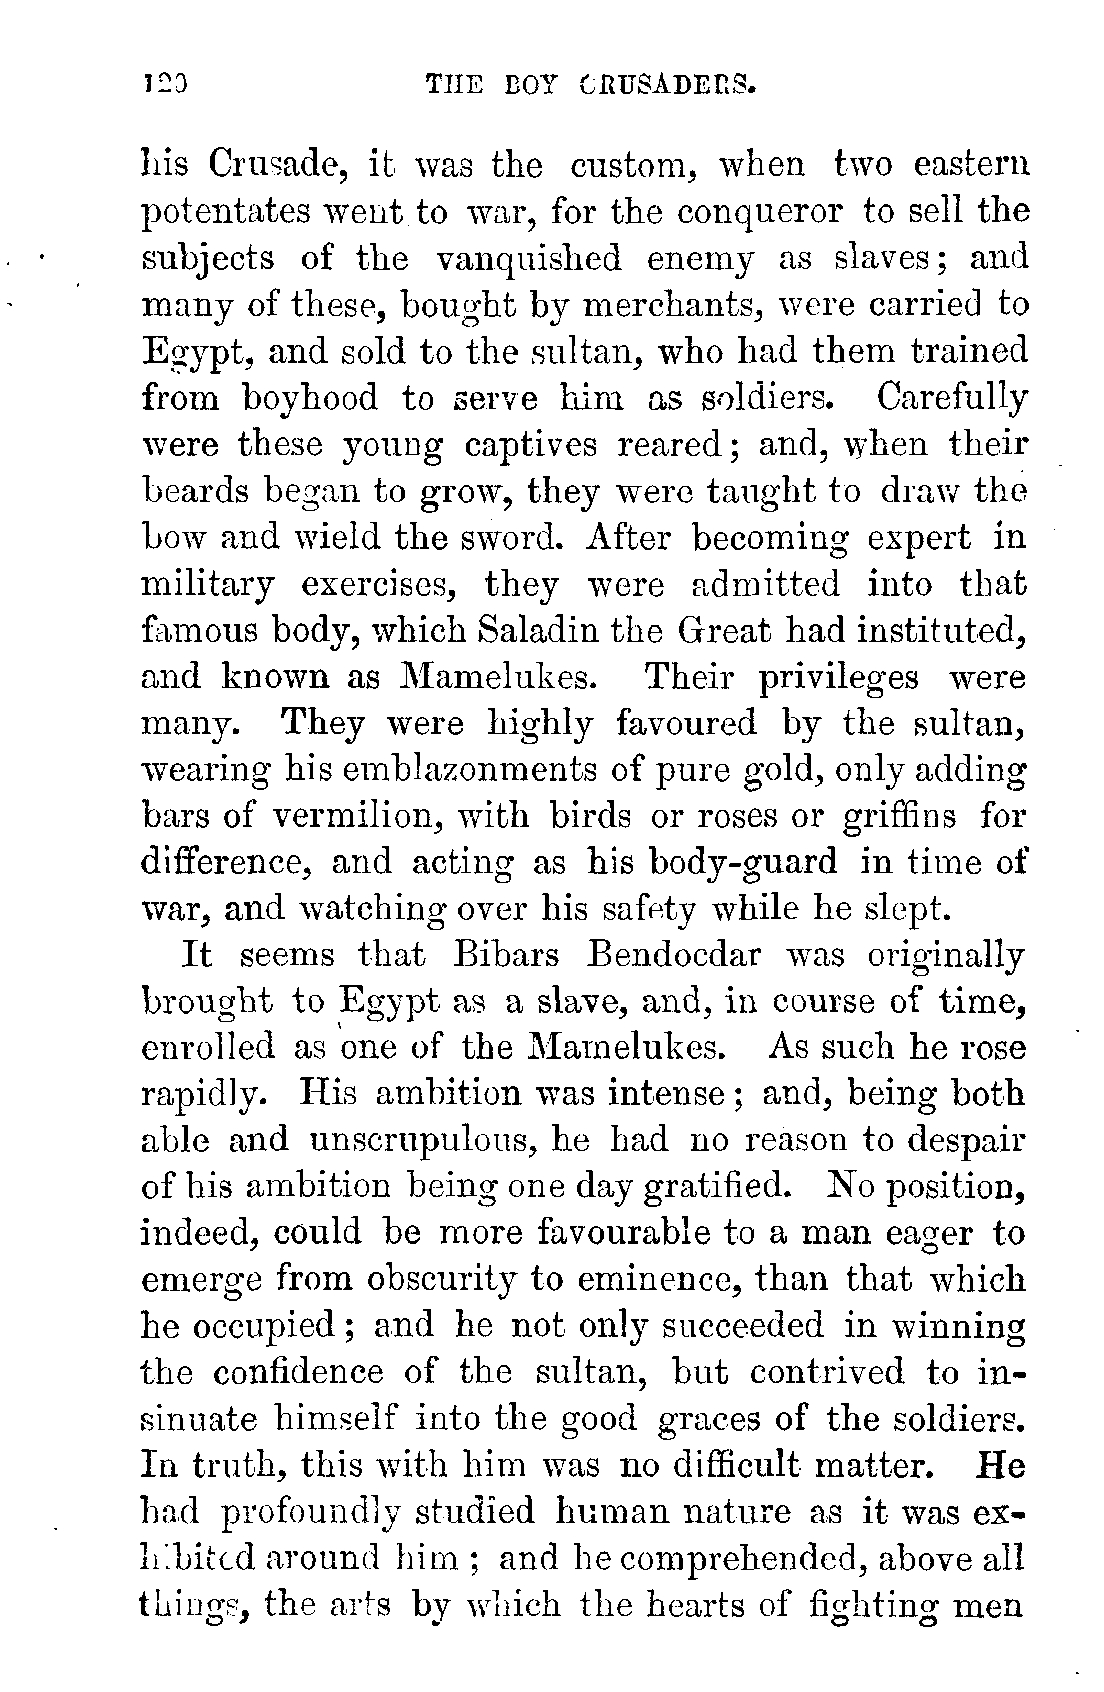 120 THE BOY CRUSADERS.
his Crusade, it was the custom, when two eastern
potentates went to war, for the conqueror to sell the
subjects of the vanquished enemy as slaves; and
many of these, bought by merchants, were carried to
Egypt, and sold to the sultan, who had them trained
from boyhood to serve him as soldiers. Carefully
were these young captives reared; and, when their
beards began to grow, they were taught to draw the
bow and wield the sword. After becoming expert in
military exercises, they were admitted into that
famous body, which Saladin the Great had instituted,
and known as Mamelukes. Their privileges were
many. They were highly favoured by the sultan,
wearing his emblazonments of pure gold, only adding
bars of vermilion, with birds or roses or griffins for
difference, and acting as his body-guard in time of
war, and watching over his safety while he slept.
It seems that Bibars Bendocdar was originally
brought to Egypt as a slave, and, in course of time,
enrolled as one of the Mamelukes. As such he rose
rapidly. His ambition was intense; and, being both
able and unscrupulous, he had no reason to despair
of his ambition being one day gratified. No position,
indeed, could be more favourable to a man eager to
emerge from obscurity to eminence, than that which
he occupied; and he not only succeeded in winning
the confidence of the sultan, but contrived to in-
sinuate himself into the good graces of the soldiers.
In truth, this with him was no difficult matter. He
had profoundly studied human nature as it was ex-
hibited around him; and he comprehended, above all
things, the arts by which the hearts of fighting men